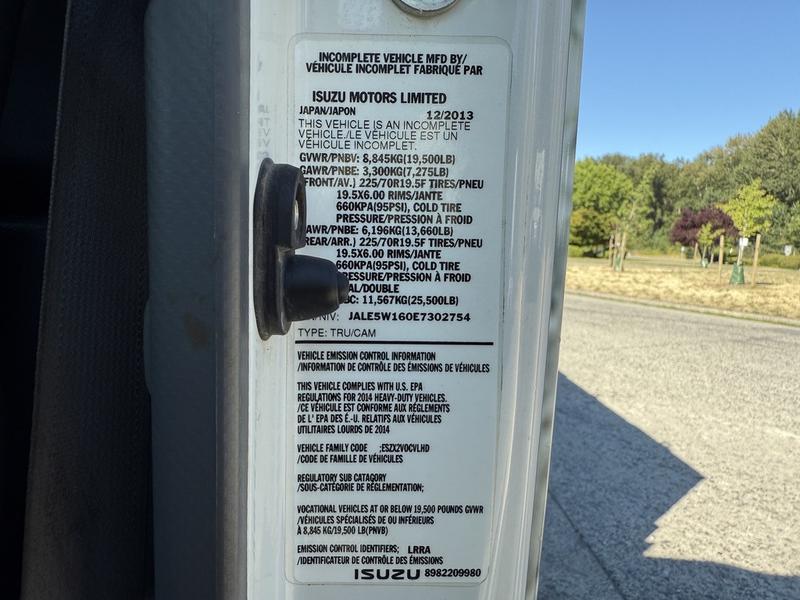 INCOMPLETE VEHICLE MFD BY/
VÉHICULE INCOMPLET FABRIQUÉ PAR
ISUZU MOTORS LIMITED
JAPAN/JAPON 12/2013
THIS VEHICLE IS AN INCOMPLETE
VEHICLE./LE VÉHICULE EST UN
VÉHICULE INCOMPLET.
GVWR/PNBV: 8,845KG(19,500LB)
GAWR/PNBE: 3,300KG(7,275LB)
(FRONT/AV.) 225/70R19.5F TIRES/PNEU
19.5X6.00 RIMS/JANTE
660KPA(95PSI), COLD TIRE
PRESSURE/PRESSION À FROID
AWR/PNBE: 6,196KG(13,660LB)
REAR/ARR.) 225/70R19.5F TIRES/PNEU
19.5X6.00 RIMS/JANTE
660KPA(95PSI), COLD TIRE
PRESSURE/PRESSION À FROID
AL/DOUBLE
BC: 11,567KG(25,500LB)
/NIV: JALE5W160E7302754
TYPE: TRU/CAM
VEHICLE EMISSION CONTROL INFORMATION
/INFORMATION DE CONTRÔLE DES ÉMISSIONS DE VÉHICULES
THIS VEHICLE COMPLIES WITH U.S. EPA
REGULATIONS FOR 2014 HEAVY-DUTY VEHICLES.
/CE VÉHICULE EST CONFORME AUX RÉGLEMENTS
DE L' EPA DES É.-U. RELATIFS AUX VÉHICULES
UTILITAIRES LOURDS DE 2014
VEHICLE FAMILY CODE ;ESZX2VOCVLHD
/CODE DE FAMILLE DE VÉHICULES
REGULATORY SUB CATAGORY
/SOUS-CATÉGORIE DE RÉGLEMENTATION;
VOCATIONAL VEHICLES AT OR BELOW 19,500 POUNDS GVWR
/VÉHICULES SPÉCIALISÉS DE OU INFÉRIEURS
À 8,845 KG/19,500 LB(PNVB)
EMISSION CONTROL IDENTIFIERS; LRRA
/IDENTIFICATEUR DE CONTRÔLE DES ÉMISSIONS
ISUZU 8982209980